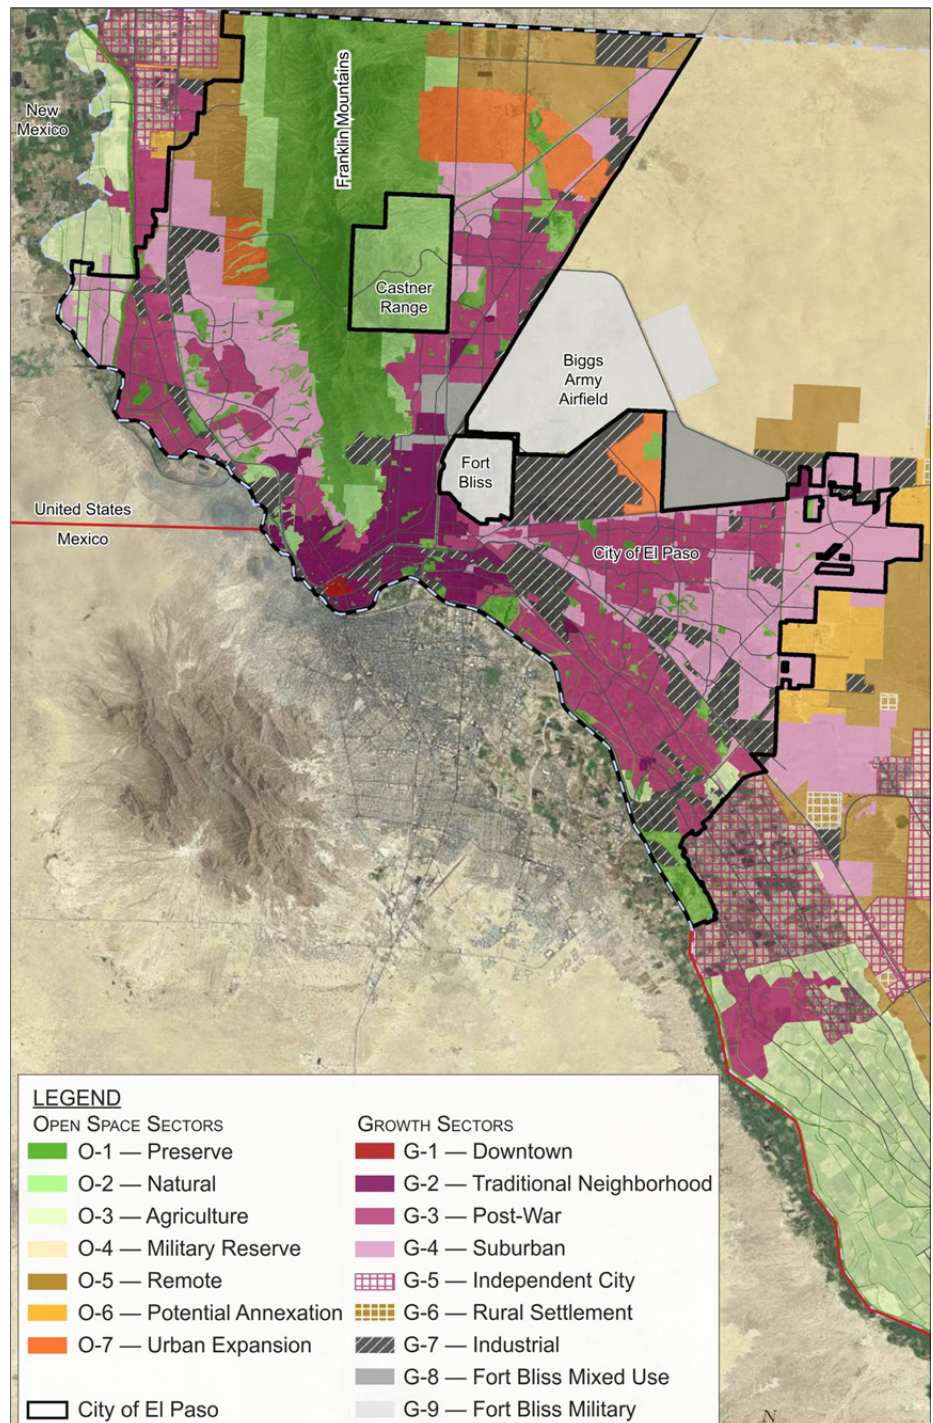 New
Mexico
Franklin Mountains
Castner
Range
Biggs
Army
Airfield
Fort
Bliss
United States
Mexico
City of El Paso
LEGEND
OPEN SPACE SECTORS
O-1 — Preserve
O-2 — Natural
O-3 — Agriculture
O-4 — Military Reserve
O-5 — Remote
O-6 — Potential Annexation
O-7 — Urban Expansion
City of El Paso
GROWTH SECTORS
G-1 — Downtown
G-2 — Traditional Neighborhood
G-3 — Post-War
G-4 — Suburban
G-5 — Independent City
G-6 — Rural Settlement
G-7 — Industrial
G-8 — Fort Bliss Mixed Use
G-9 — Fort Bliss Military
N